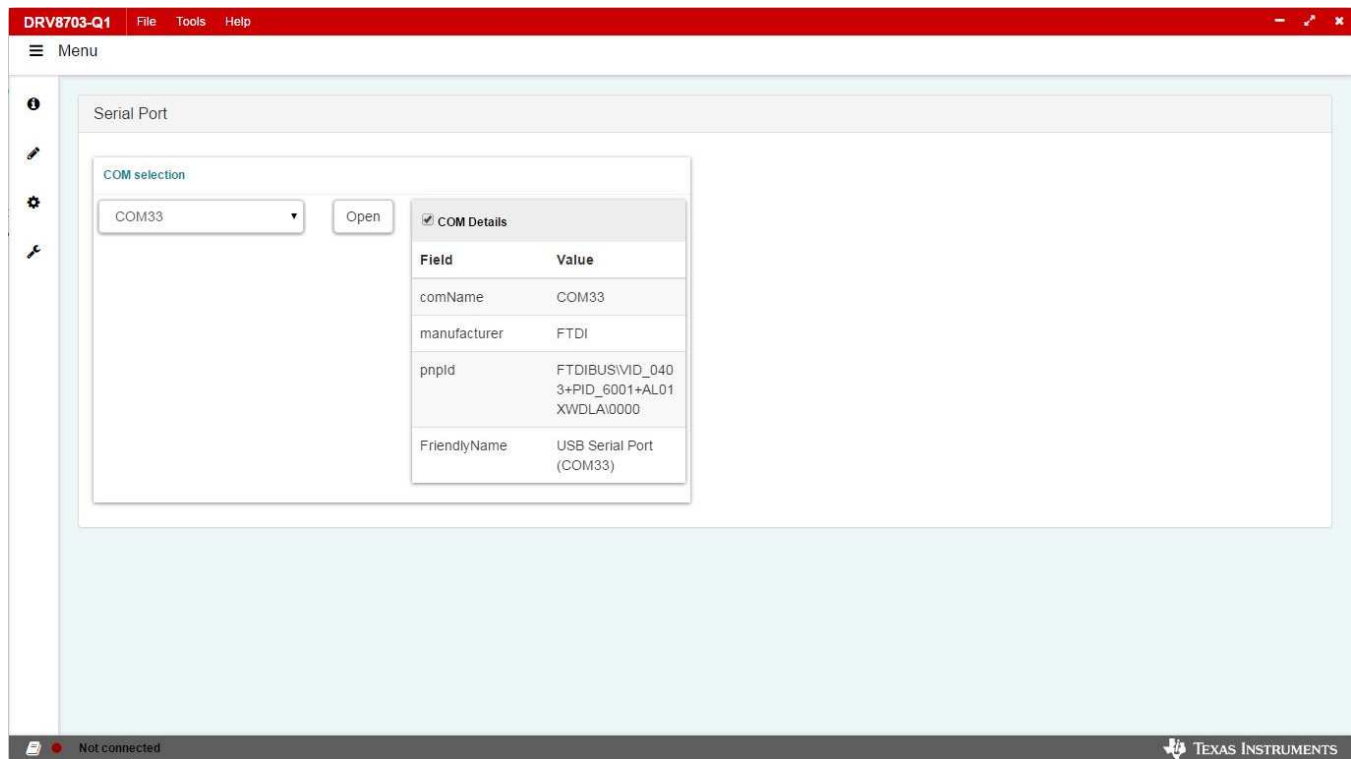 DRV8703-Q1 File Tools Help
Menu
Serial Port
COM selection
COM33 Open
COM Details
Field Value
comName COM33
manufacturer FTDI
pnpId FTDIBUS\VID_040
3+PID_6001+AL01
XWDLA\0000
FriendlyName USB Serial Port
(COM33)
Not connected
TEXAS INSTRUMENTS